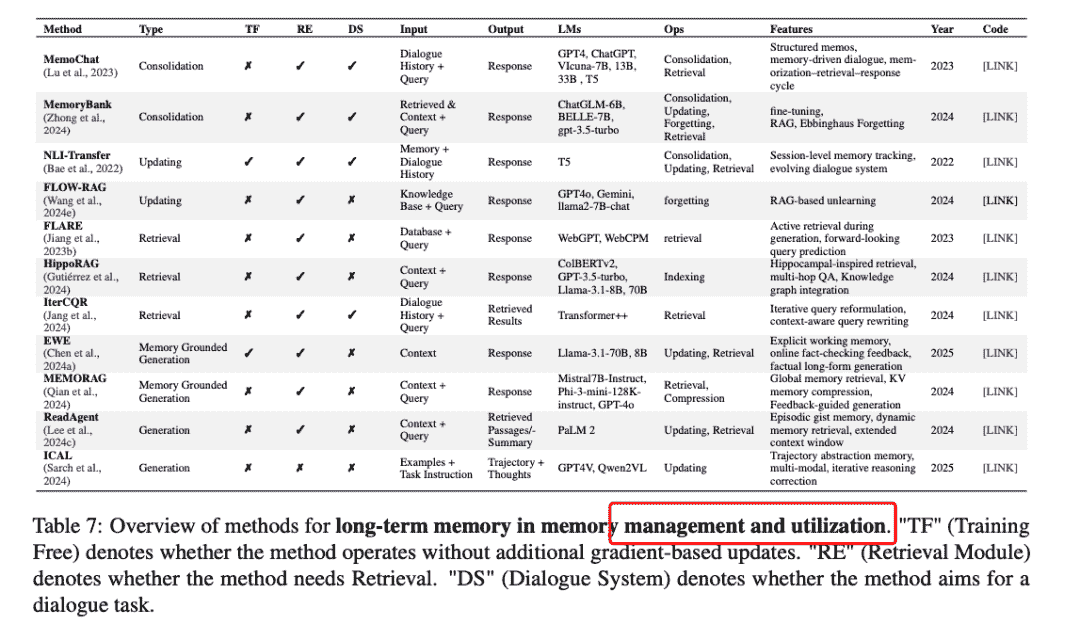 Method Type TF RE DS Input Output LMs Ops Features Year Code
MemoChat (Lu et al., 2023) Consolidation ✗ ✓ ✓ Dialogue History + Query Response GPT4, ChatGPT, VIcuna-7B, 13B, 33B , T5 Consolidation, Retrieval Structured memos, memory-driven dialogue, mem-orization–retrieval–response cycle 2023 [LINK]
MemoryBank (Zhong et al., 2024) Consolidation ✗ ✓ ✓ Retrieved & Context + Query Response ChatGLM-6B, BELLE-7B, gpt-3.5-turbo Consolidation, Updating, Forgetting, Retrieval fine-tuning, RAG, Ebbinghaus Forgetting 2024 [LINK]
NLI-Transfer (Bae et al., 2022) Updating ✓ ✓ ✓ Memory + Dialogue History Response T5 Consolidation, Updating, Retrieval Session-level memory tracking, evolving dialogue system 2022 [LINK]
FLOW-RAG (Wang et al., 2024e) Updating ✗ ✓ ✗ Knowledge Base + Query Response GPT4o, Gemini, llama2-7B-chat forgetting RAG-based unlearning 2024 [LINK]
FLARE (Jiang et al., 2023b) Retrieval ✗ ✓ ✗ Database + Query Response WebGPT, WebCPM retrieval Active retrieval during generation, forward-looking query prediction 2023 [LINK]
HippoRAG (Gutiérrez et al., 2024) Retrieval ✗ ✓ ✗ Context + Query Response ColBERTv2, GPT-3.5-turbo, Llama-3.1-8B, 70B Indexing Hippocampal-inspired retrieval, multi-hop QA, Knowledge graph integration 2024 [LINK]
IterCQR (Jang et al., 2024) Retrieval ✗ ✓ ✓ Dialogue History + Query Retrieved Results Transformer++ Retrieval Iterative query reformulation, context-aware query rewriting 2024 [LINK]
EWE (Chen et al., 2024a) Memory Grounded Generation ✓ ✓ ✗ Context Response Llama-3.1-70B, 8B Updating, Retrieval Explicit working memory, online fact-checking feedback, factual long-form generation 2025 [LINK]
MEMORAG (Qian et al., 2024) Memory Grounded Generation ✗ ✓ ✗ Context + Query Response Mistral7B-Instruct, Phi-3-mini-128K-instruct, GPT-4o Retrieval, Compression Global memory retrieval, KV memory compression, Feedback-guided generation 2024 [LINK]
ReadAgent (Lee et al., 2024c) Generation ✗ ✓ ✗ Context + Query Retrieved Passages/-Summary PaLM 2 Updating, Retrieval Episodic gist memory, dynamic memory retrieval, extended context window 2024 [LINK]
ICAL (Sarch et al., 2024) Generation ✗ ✗ ✗ Examples + Task Instruction Trajectory + Thoughts GPT4V, Qwen2VL Updating Trajectory abstraction memory, multi-modal, iterative reasoning correction 2025 [LINK]
Table 7: Overview of methods for long-term memory in memory management and utilization. "TF" (Training
Free) denotes whether the method operates without additional gradient-based updates. "RE" (Retrieval Module)
denotes whether the method needs Retrieval. "DS" (Dialogue System) denotes whether the method aims for a
dialogue task.